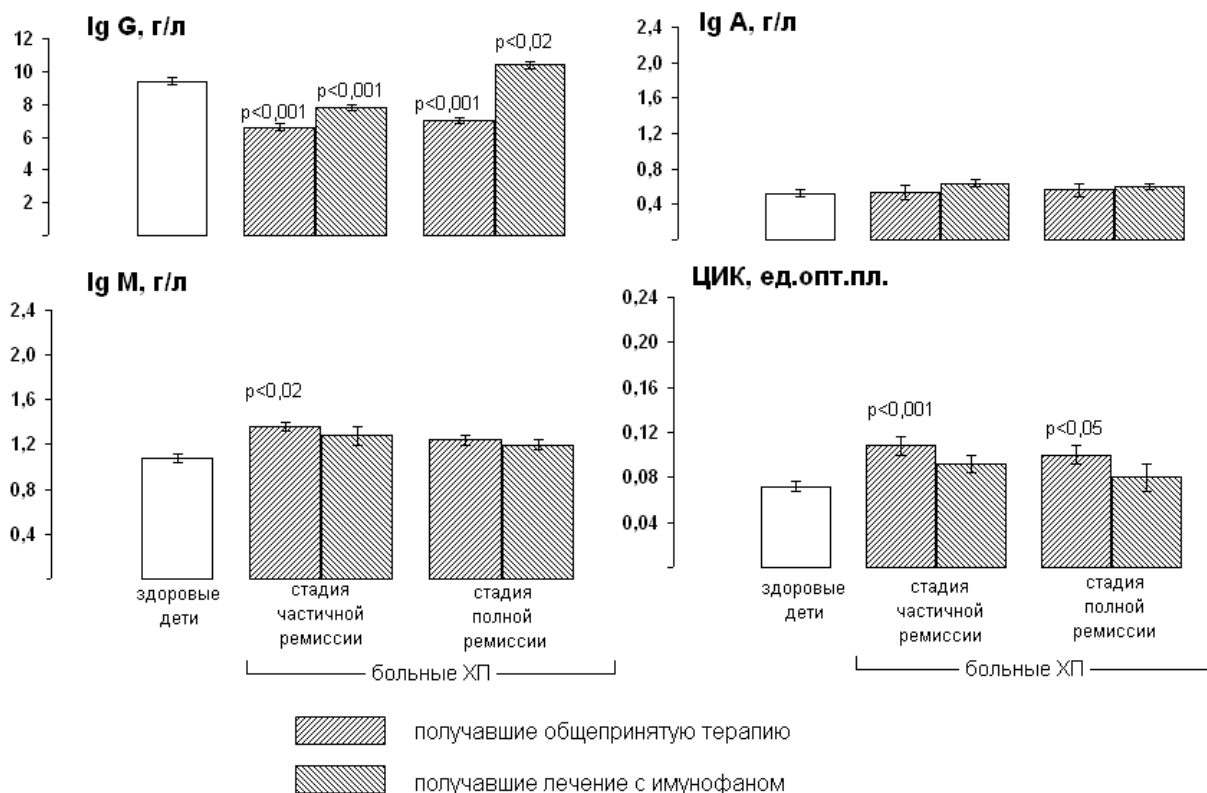 Ig G, г/л
12
10
8
6
4
2
p<0,001
p<0,001
p<0,001
p<0,02
Ig A, г/л
2,4
2,4
1,6
1,2
0,8
0,4
Ig M, г/л
2,4
2,0
1,6
1,2
0,8
0,4
p<0,02
здоровые
дети
стадия
частичной
ремиссии
стадия
полной
ремиссии
больные ХП
ЦИК, ед.опт.пл.
0,24
0,20
0,16
0,12
0,08
0,04
p<0,001
p<0,05
здоровые
дети
стадия
частичной
ремиссии
стадия
полной
ремиссии
больные ХП
получавшие общепринятую терапию
получавшие лечение с имунофаном